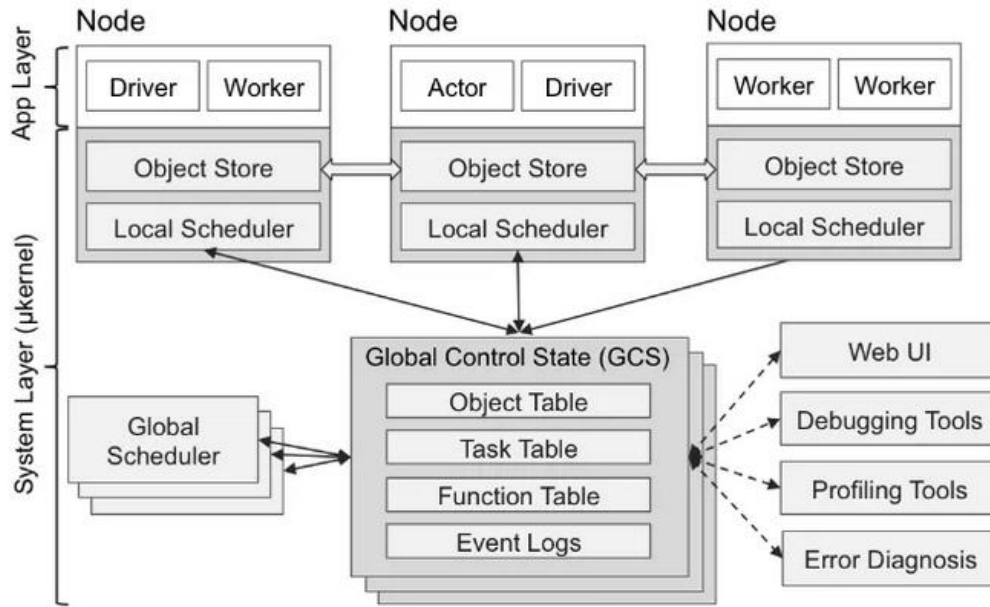 Node
Node
Node
App Layer
Driver
Worker
Actor
Driver
Worker
Worker
Object Store
Object Store
Object Store
Local Scheduler
Local Scheduler
Local Scheduler
System Layer (μkernel)
Global Control State (GCS)
Object Table
Task Table
Function Table
Event Logs
Global
Scheduler
Web UI
Debugging Tools
Profiling Tools
Error Diagnosis